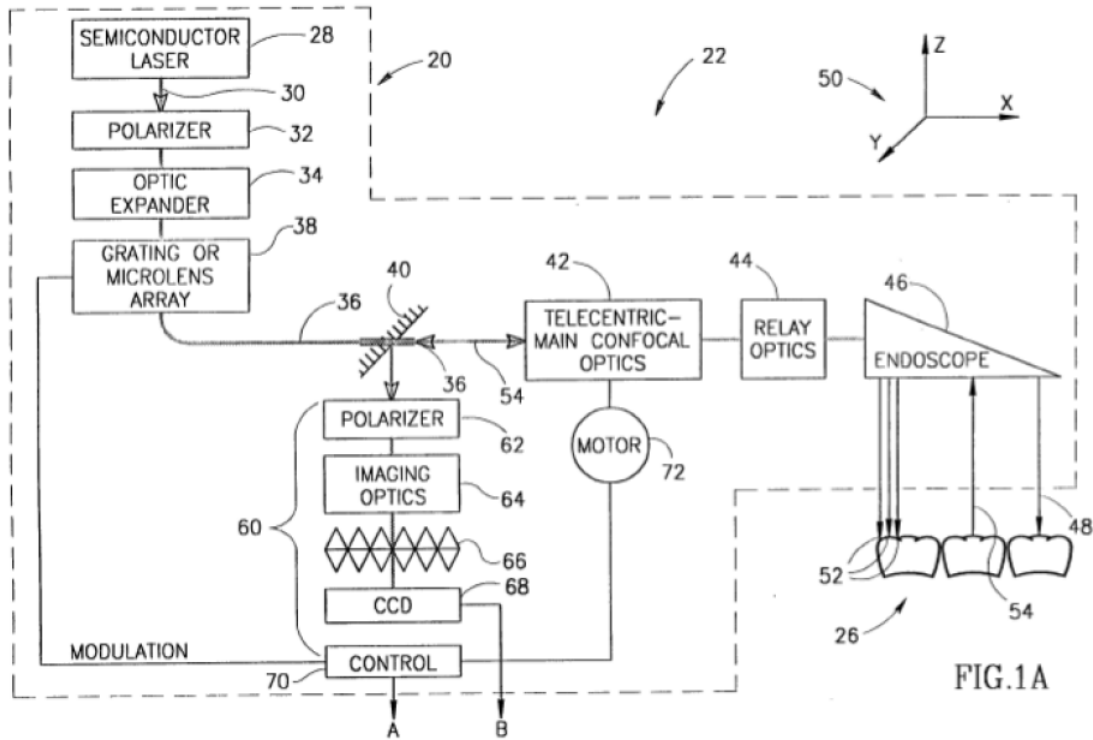 SEMICONDUCTOR
LASER
28
20
22
50
Z
X
Y
30
POLARIZER
32
OPTIC
EXPANDER
34
38
GRATING OR
MICROLENS
ARRAY
36
40
36
54
42
TELECENTRIC-
MAIN CONFOCAL
OPTICS
44
RELAY
OPTICS
46
ENDOSCOPE
POLARIZER
62
MOTOR
72
IMAGING
OPTICS
64
60
66
CCD
68
48
52
54
26
MODULATION
CONTROL
70
A
B
FIG.1A